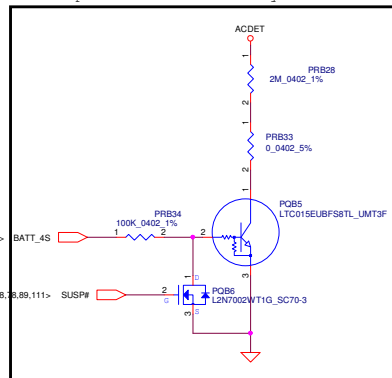 ACDET
1
PRB28
2M_0402_1%
2
1
PRB33
0_0402_5%
2
1
PQB5
LTC015EUBFS8TL_UMT3F
PRB34
BATT_4S 1 2 2
100K_0402_1%
3
1 D
PQB6
SUSP# 2 G
L2N7002WT1G_SC70-3
3 S